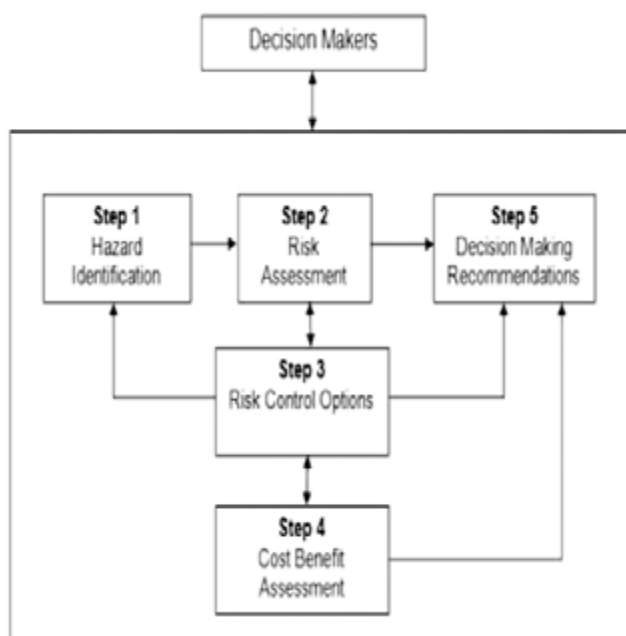 Decision Makers
Step 1
Hazard
Identification
Step 2
Risk
Assessment
Step 5
Decision Making
Recommendations
Step 3
Risk Control Options
Step 4
Cost Benefit
Assessment